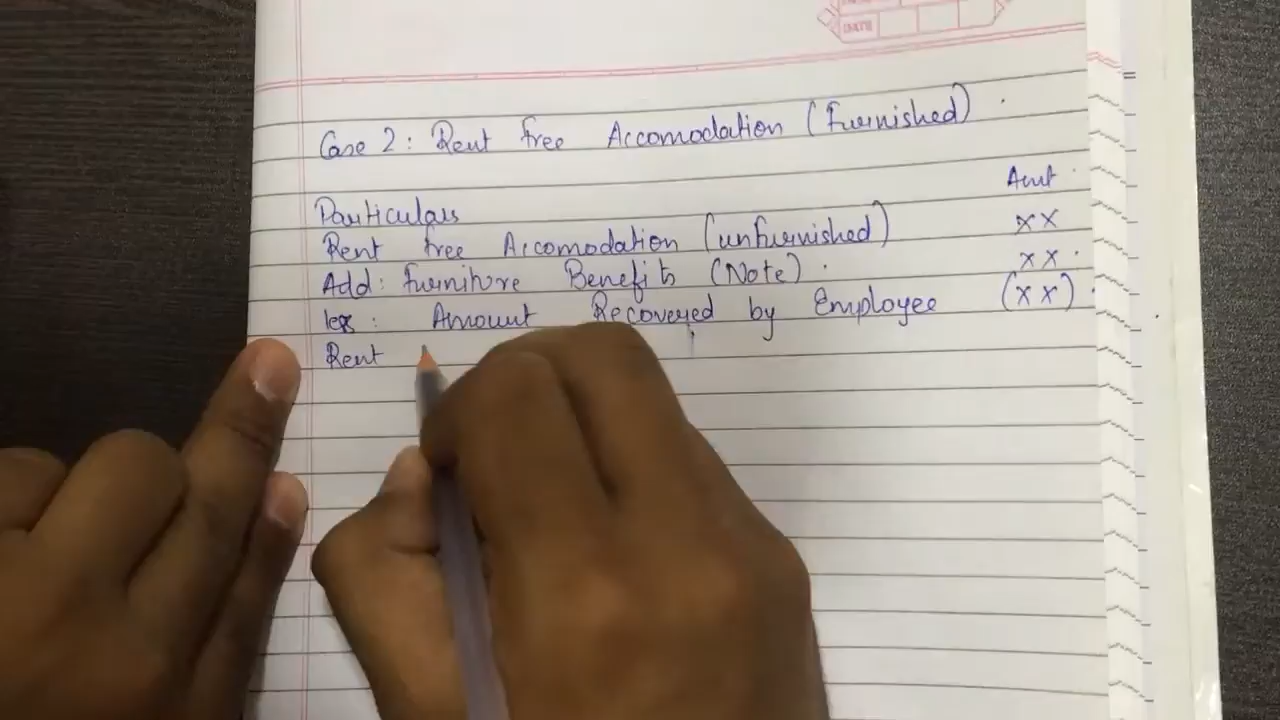 DATE
Case 2: Rent free Accomodation (Furnished)
Particulars Amt
Rent free Accomodation (unfurnished) xx
Add: Furniture Benefits (Note) xx
less: Amount Recovered by Employee (xx)
Rent